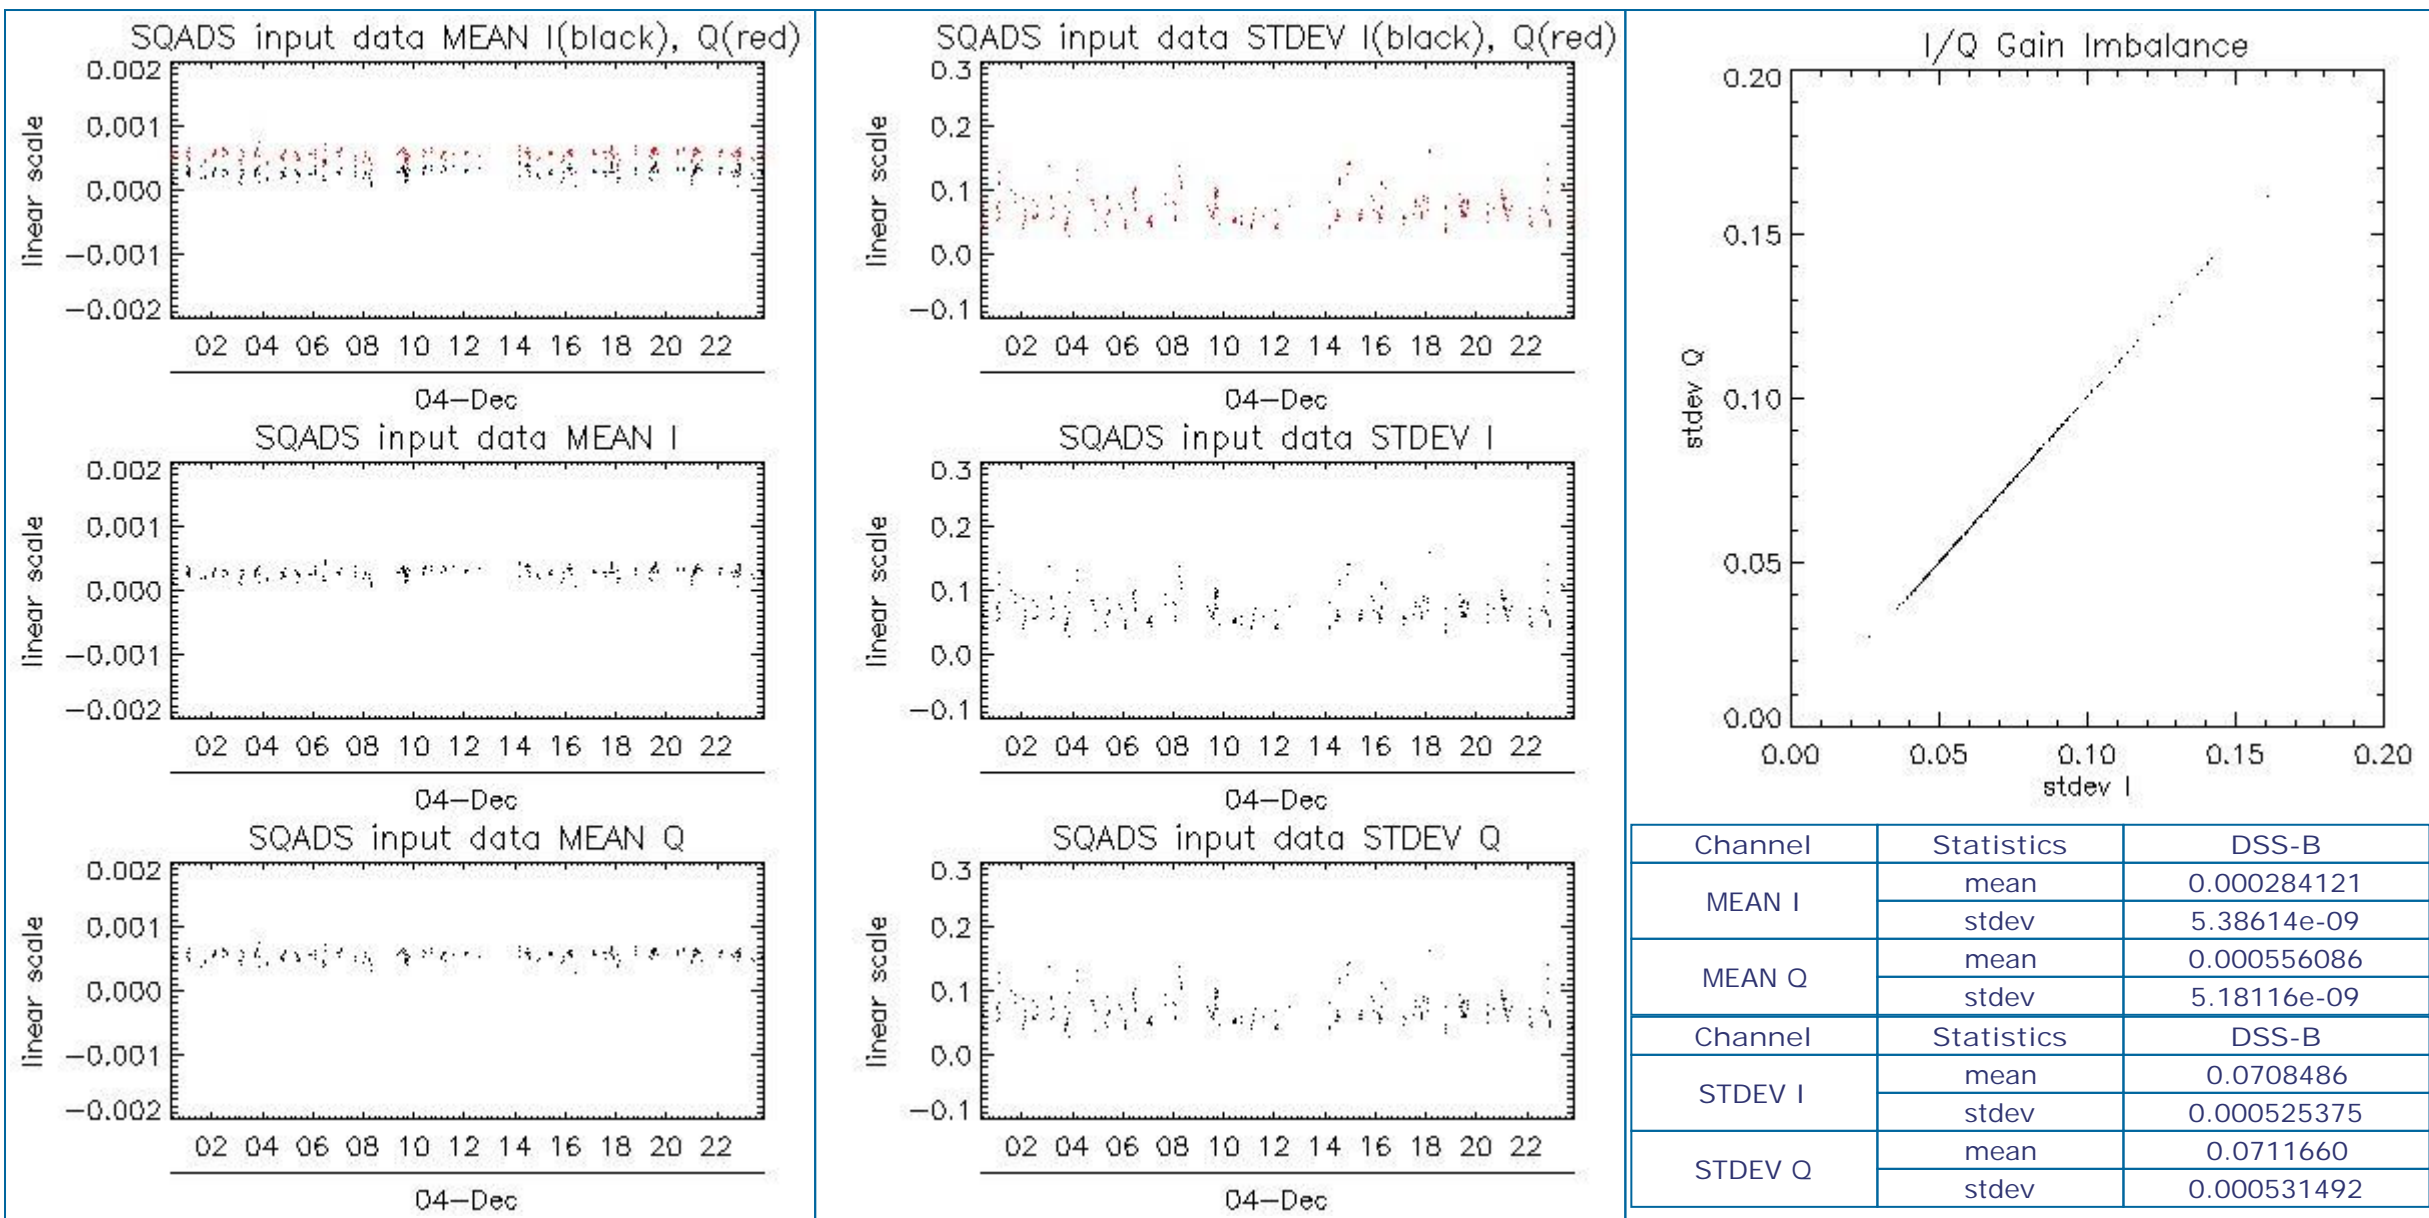 SQADS input data MEAN I(black), Q(red)
0.002
0.001
0.000
−0.001
−0.002
linear scale
02 04 06 08 10 12 14 16 18 20 22
04−Dec
SQADS input data MEAN I
0.002
0.001
0.000
−0.001
−0.002
linear scale
02 04 06 08 10 12 14 16 18 20 22
04−Dec
SQADS input data MEAN Q
0.002
0.001
0.000
−0.001
−0.002
linear scale
02 04 06 08 10 12 14 16 18 20 22
04−Dec
SQADS input data STDEV I(black), Q(red)
0.3
0.2
0.1
0.0
−0.1
linear scale
02 04 06 08 10 12 14 16 18 20 22
04−Dec
SQADS input data STDEV I
0.3
0.2
0.1
0.0
−0.1
linear scale
02 04 06 08 10 12 14 16 18 20 22
04−Dec
SQADS input data STDEV Q
0.3
0.2
0.1
0.0
−0.1
linear scale
02 04 06 08 10 12 14 16 18 20 22
04−Dec
I/Q Gain Imbalance
0.20
0.15
0.10
0.05
0.00
stdev Q
0.00 0.05 0.10 0.15 0.20
stdev I
Channel Statistics DSS-B
MEAN I mean 0.000284121
stdev 5.38614e-09
MEAN Q mean 0.000556086
stdev 5.18116e-09
Channel Statistics DSS-B
STDEV I mean 0.0708486
stdev 0.000525375
STDEV Q mean 0.0711660
stdev 0.000531492